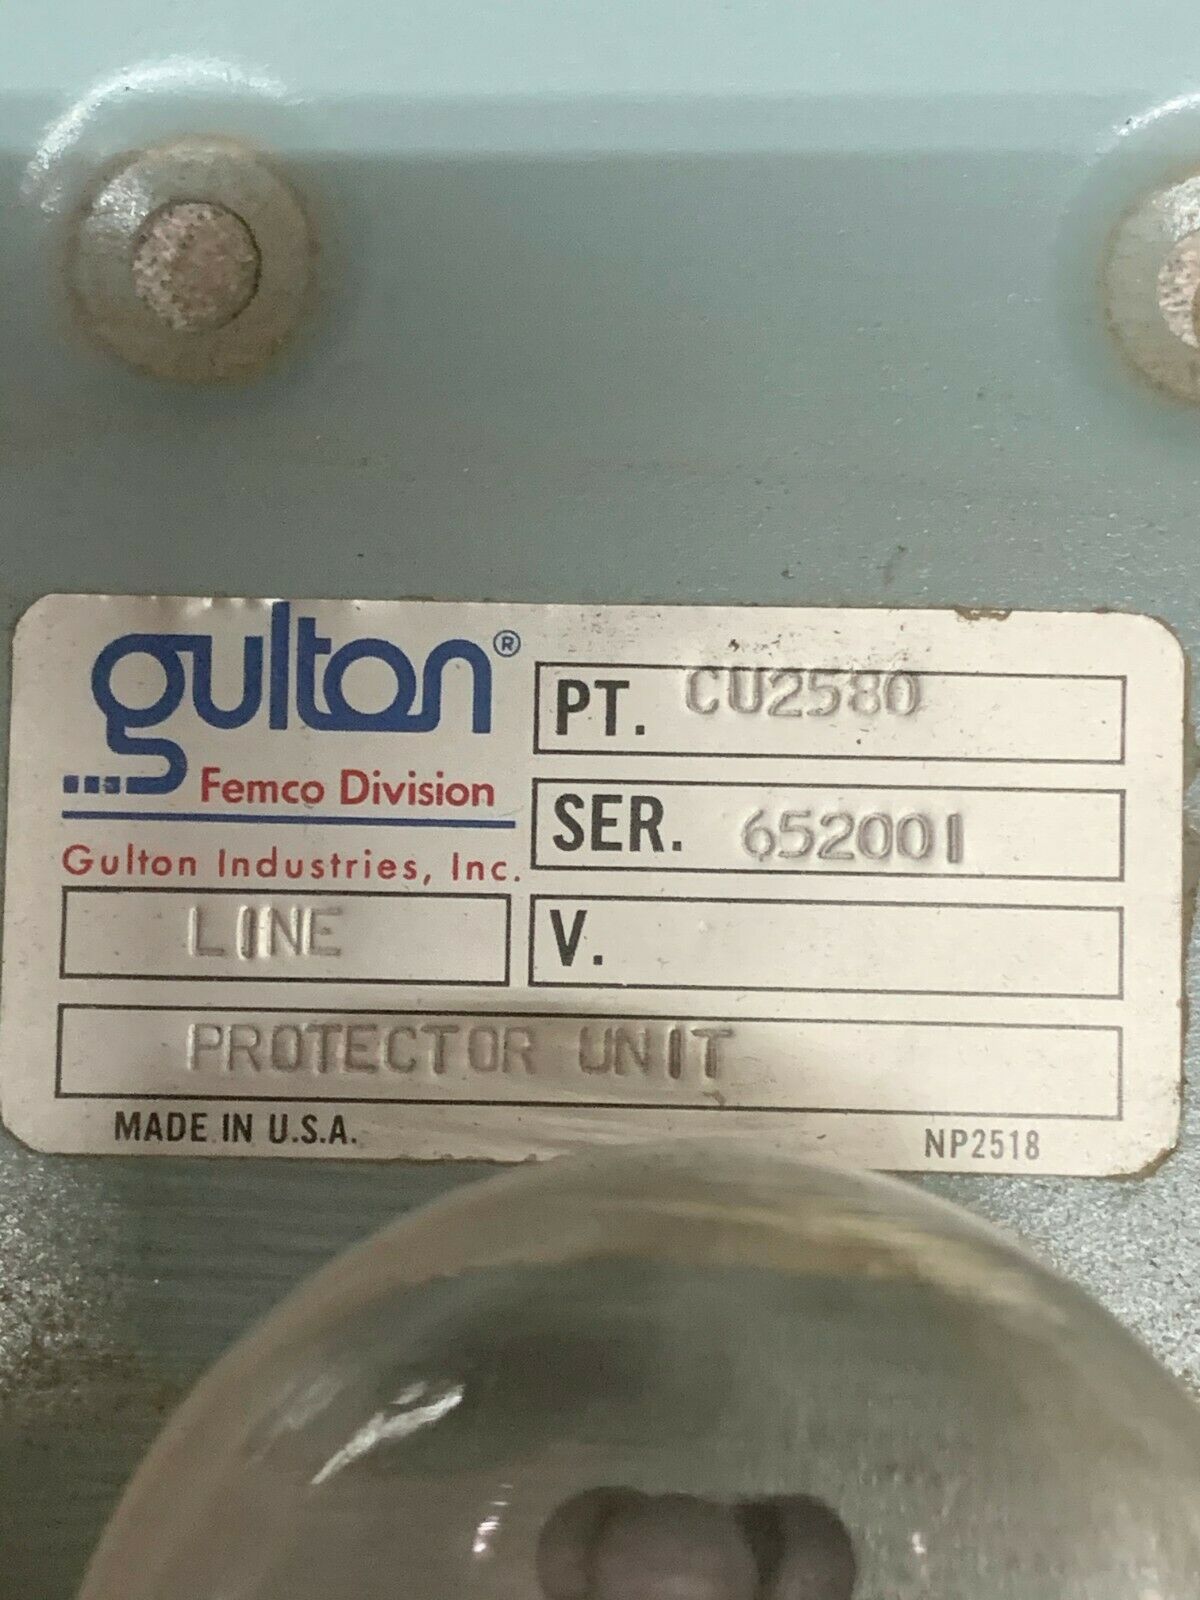 gulton®
Femco Division
Gulton Industries, Inc.
PT. CU2580
SER. 652001
LINE
V.
PROTECTOR UNIT
MADE IN U.S.A.
NP2518